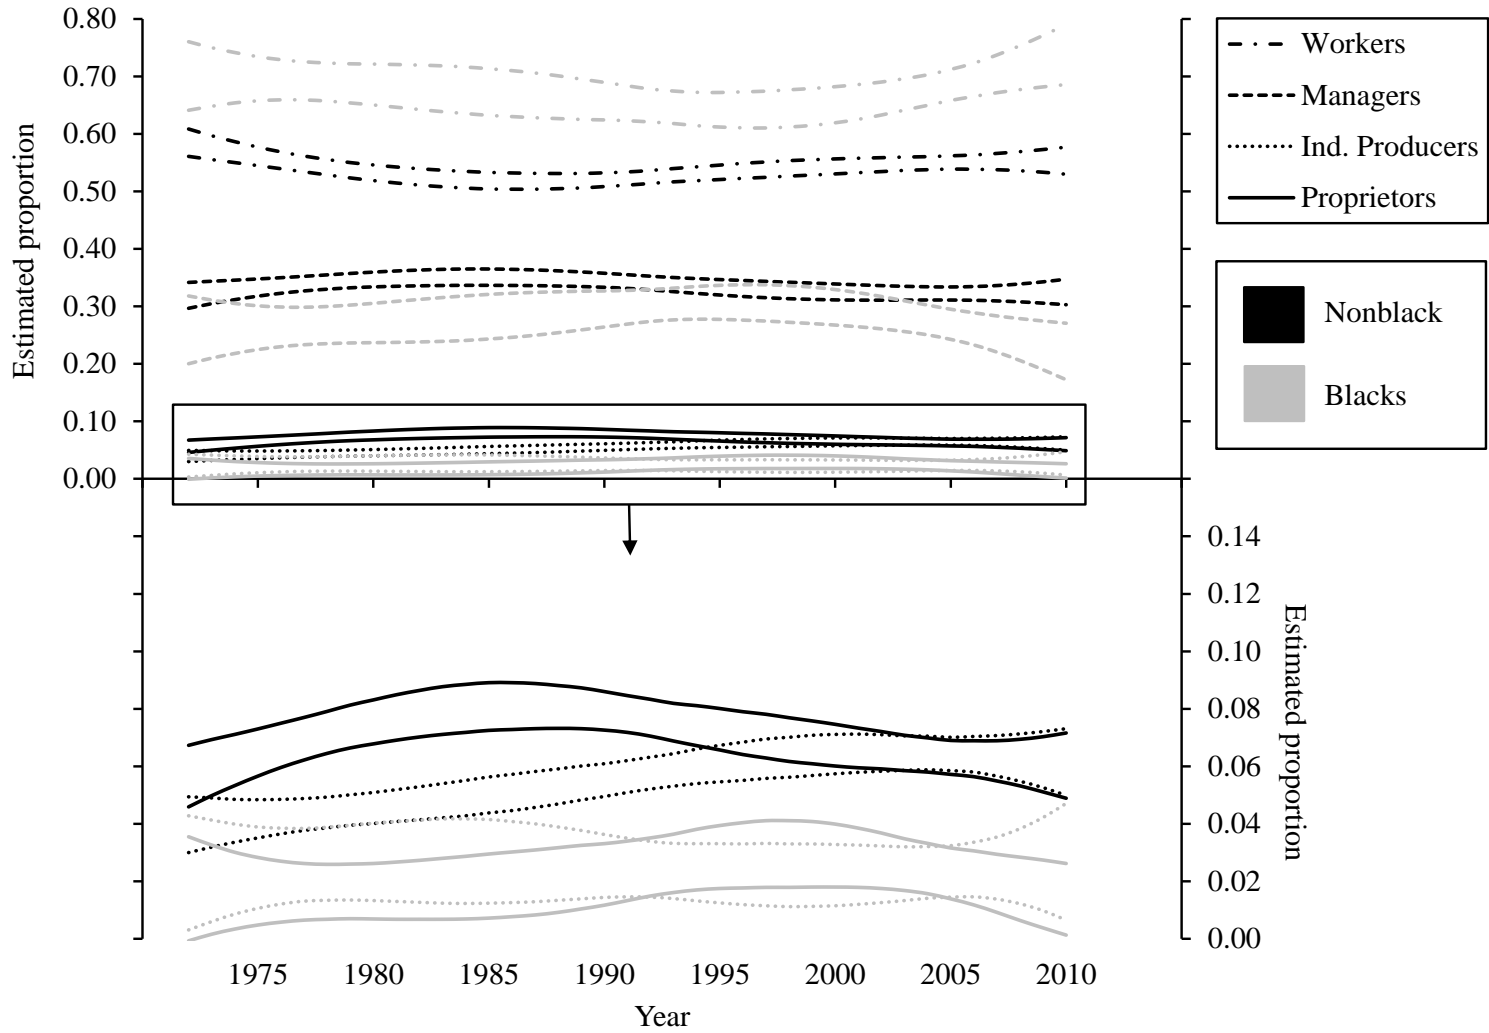 0.80
0.70
0.60
0.50
0.40
0.30
0.20
0.10
0.00
Estimated proportion
Workers
Managers
Ind. Producers
Proprietors
Nonblack
Blacks
0.14
0.12
0.10
0.08
0.06
0.04
0.02
0.00
Estimated proportion
1975 1980 1985 1990 1995 2000 2005 2010
Year